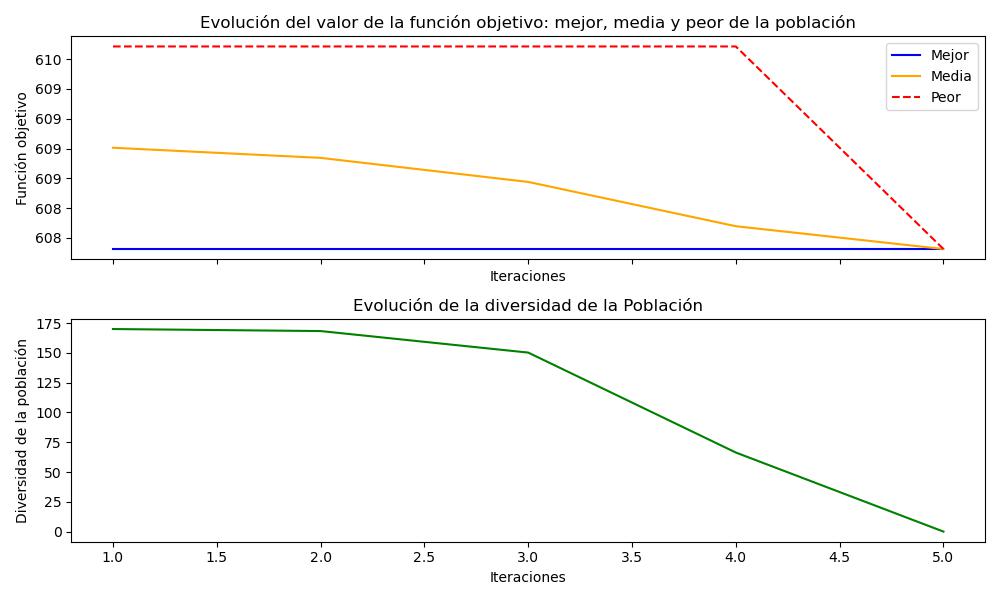 Evolución del valor de la función objetivo: mejor, media y peor de la población
Función objetivo
610
609
609
609
609
608
608
Mejor
Media
Peor
Iteraciones
Evolución de la diversidad de la Población
Diversidad de la población
175
150
125
100
75
50
25
0
1.0 1.5 2.0 2.5 3.0 3.5 4.0 4.5 5.0
Iteraciones